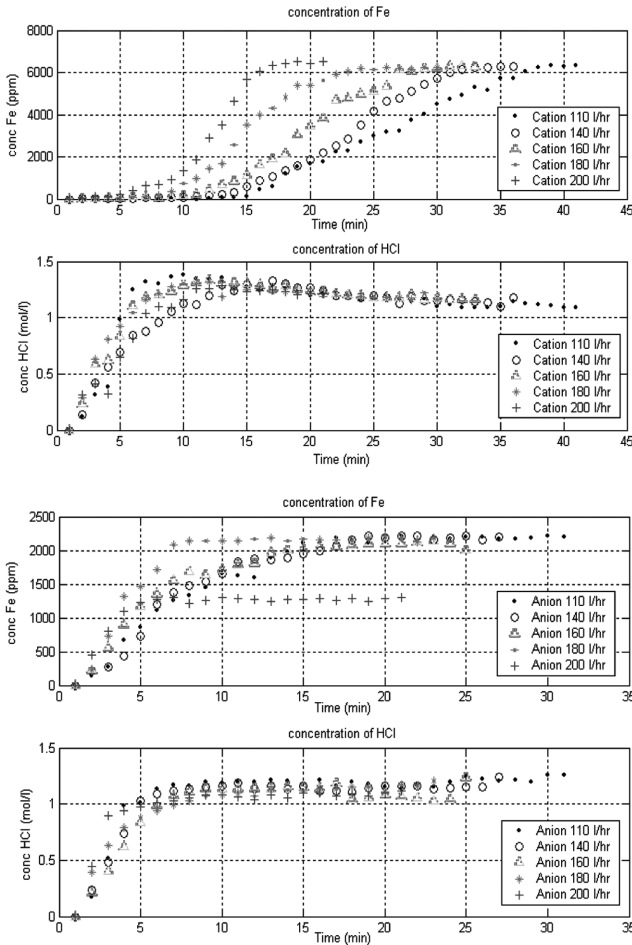 concentration of Fe
8000
6000
4000
2000
0
conc Fe (ppm)
Cation 110 l/hr
Cation 140 l/hr
Cation 160 l/hr
Cation 180 l/hr
Cation 200 l/hr
0 5 10 15 20 25 30 35 40 45
Time (min)
concentration of HCl
1.5
1
0.5
0
conc HCl (mol/l)
Cation 110 l/hr
Cation 140 l/hr
Cation 160 l/hr
Cation 180 l/hr
Cation 200 l/hr
0 5 10 15 20 25 30 35 40 45
Time (min)
concentration of Fe
2500
2000
1500
1000
500
0
conc Fe (ppm)
Anion 110 l/hr
Anion 140 l/hr
Anion 160 l/hr
Anion 180 l/hr
Anion 200 l/hr
0 5 10 15 20 25 30 35
Time (min)
concentration of HCl
1.5
1
0.5
0
conc HCl (mol/l)
Anion 110 l/hr
Anion 140 l/hr
Anion 160 l/hr
Anion 180 l/hr
Anion 200 l/hr
0 5 10 15 20 25 30 35
Time (min)